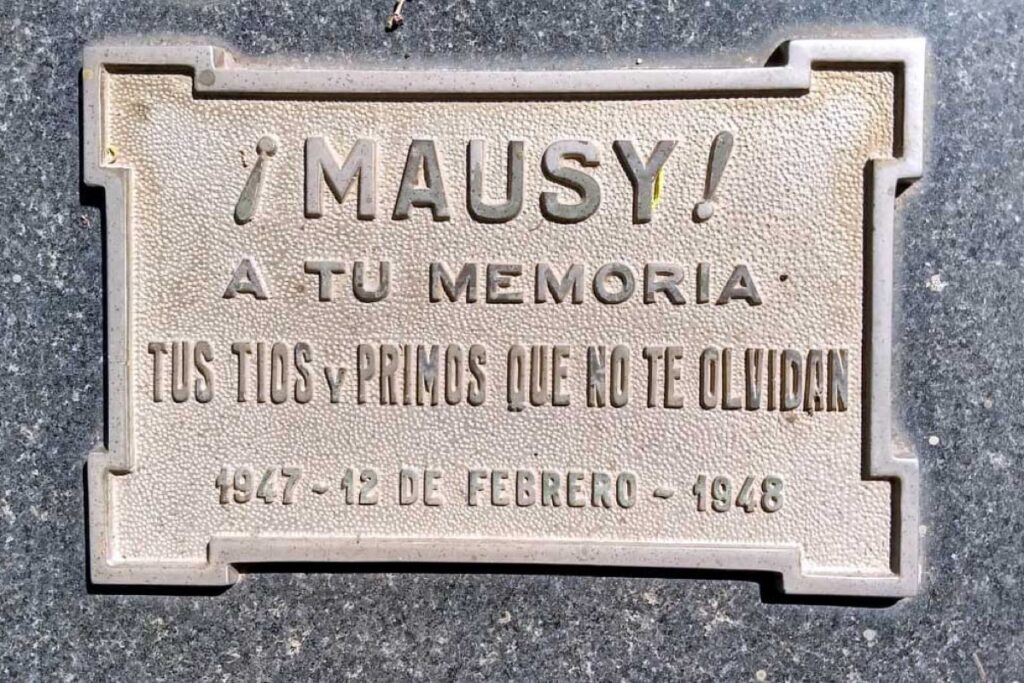 ¡MAUSY!
A TU MEMORIA
TUS TIOS Y PRIMOS QUE NO TE OLVIDAN
1947 - 12 DE FEBRERO - 1948